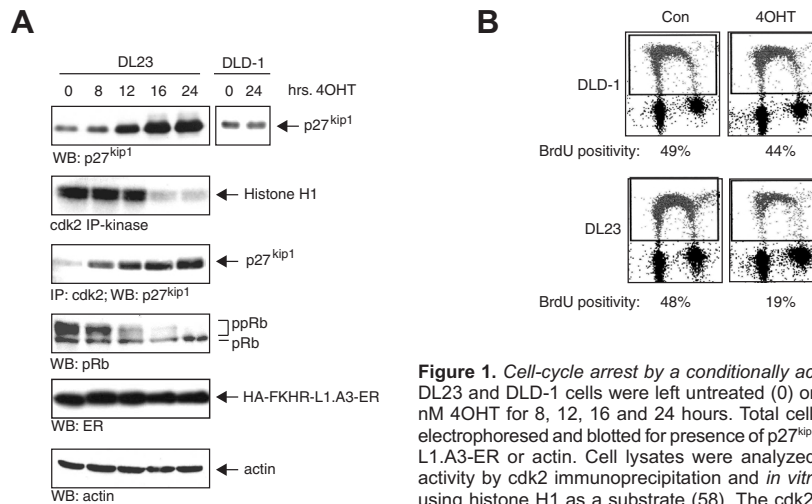 A
DL23 DLD-1
0 8 12 16 24 0 24 hrs. 4OHT
p27kip1
WB: p27kip1
Histone H1
cdk2 IP-kinase
p27kip1
IP: cdk2; WB: p27kip1
ppRb
pRb
WB: pRb
HA-FKHR-L1.A3-ER
WB: ER
actin
WB: actin
B
Con 4OHT
DLD-1
BrdU positivity: 49% 44%
DL23
BrdU positivity: 48% 19%
Figure 1. Cell-cycle arrest by a conditionally ac
DL23 and DLD-1 cells were left untreated (0) or
nM 4OHT for 8, 12, 16 and 24 hours. Total cell
electrophoresed and blotted for presence of p27kip
L1.A3-ER or actin. Cell lysates were analyzed
activity by cdk2 immunoprecipitation and in vitr
using histone H1 as a substrate (58). The cdk2